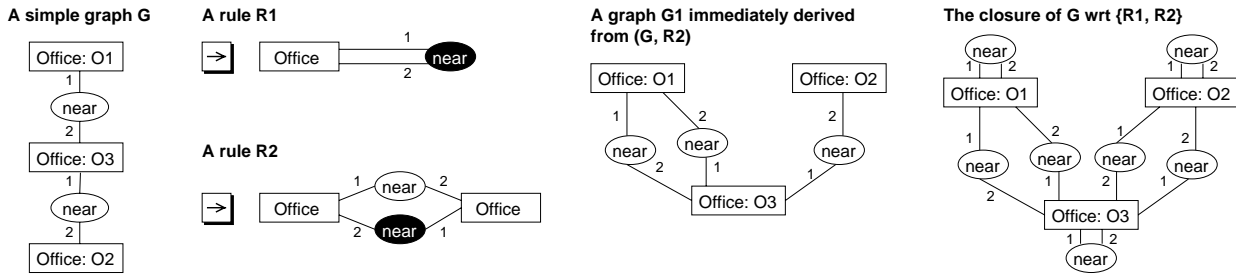 A simple graph G
Office: O1
1
near
2
Office: O3
1
near
2
Office: O2
A rule R1
Office
1
2
near
A rule R2
Office
1
near
2
2
near
1
Office
A graph G1 immediately derived
from (G, R2)
Office: O1
Office: O2
1
2
2
near
near
near
2
1
1
Office: O3
The closure of G wrt {R1, R2}
near
near
1
2
1
2
Office: O1
Office: O2
1
2
1
2
near
near
near
near
2
1
2
1
Office: O3
1
2
near